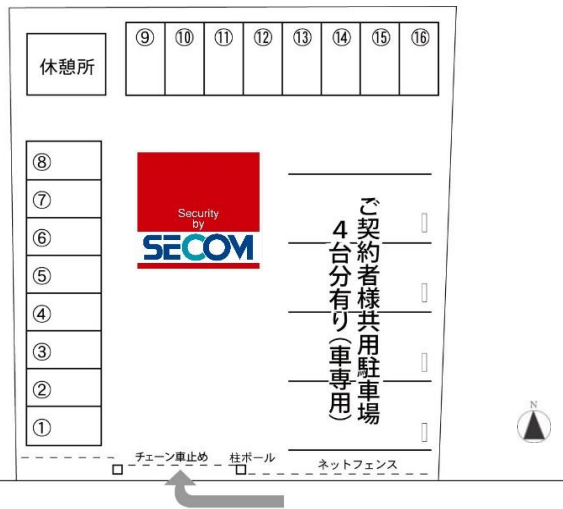 ⑨ ⑩ ⑪ ⑫ ⑬ ⑭ ⑮ ⑯
休憩所
⑧
⑦
⑥
⑤
④
③
②
①
Security
by
SECOM
ご契約者様共用駐車場
４台分有り（車専用）
N
チェーン車止め
柱ポール
ネットフェンス